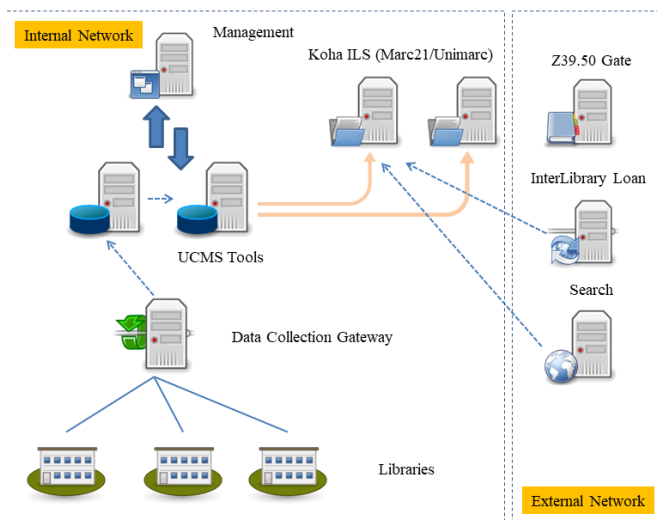 Internal Network
Management
Koha ILS (Marc21/Unimarc)
Z39.50 Gate
InterLibrary Loan
UCMS Tools
Search
Data Collection Gateway
Libraries
External Network